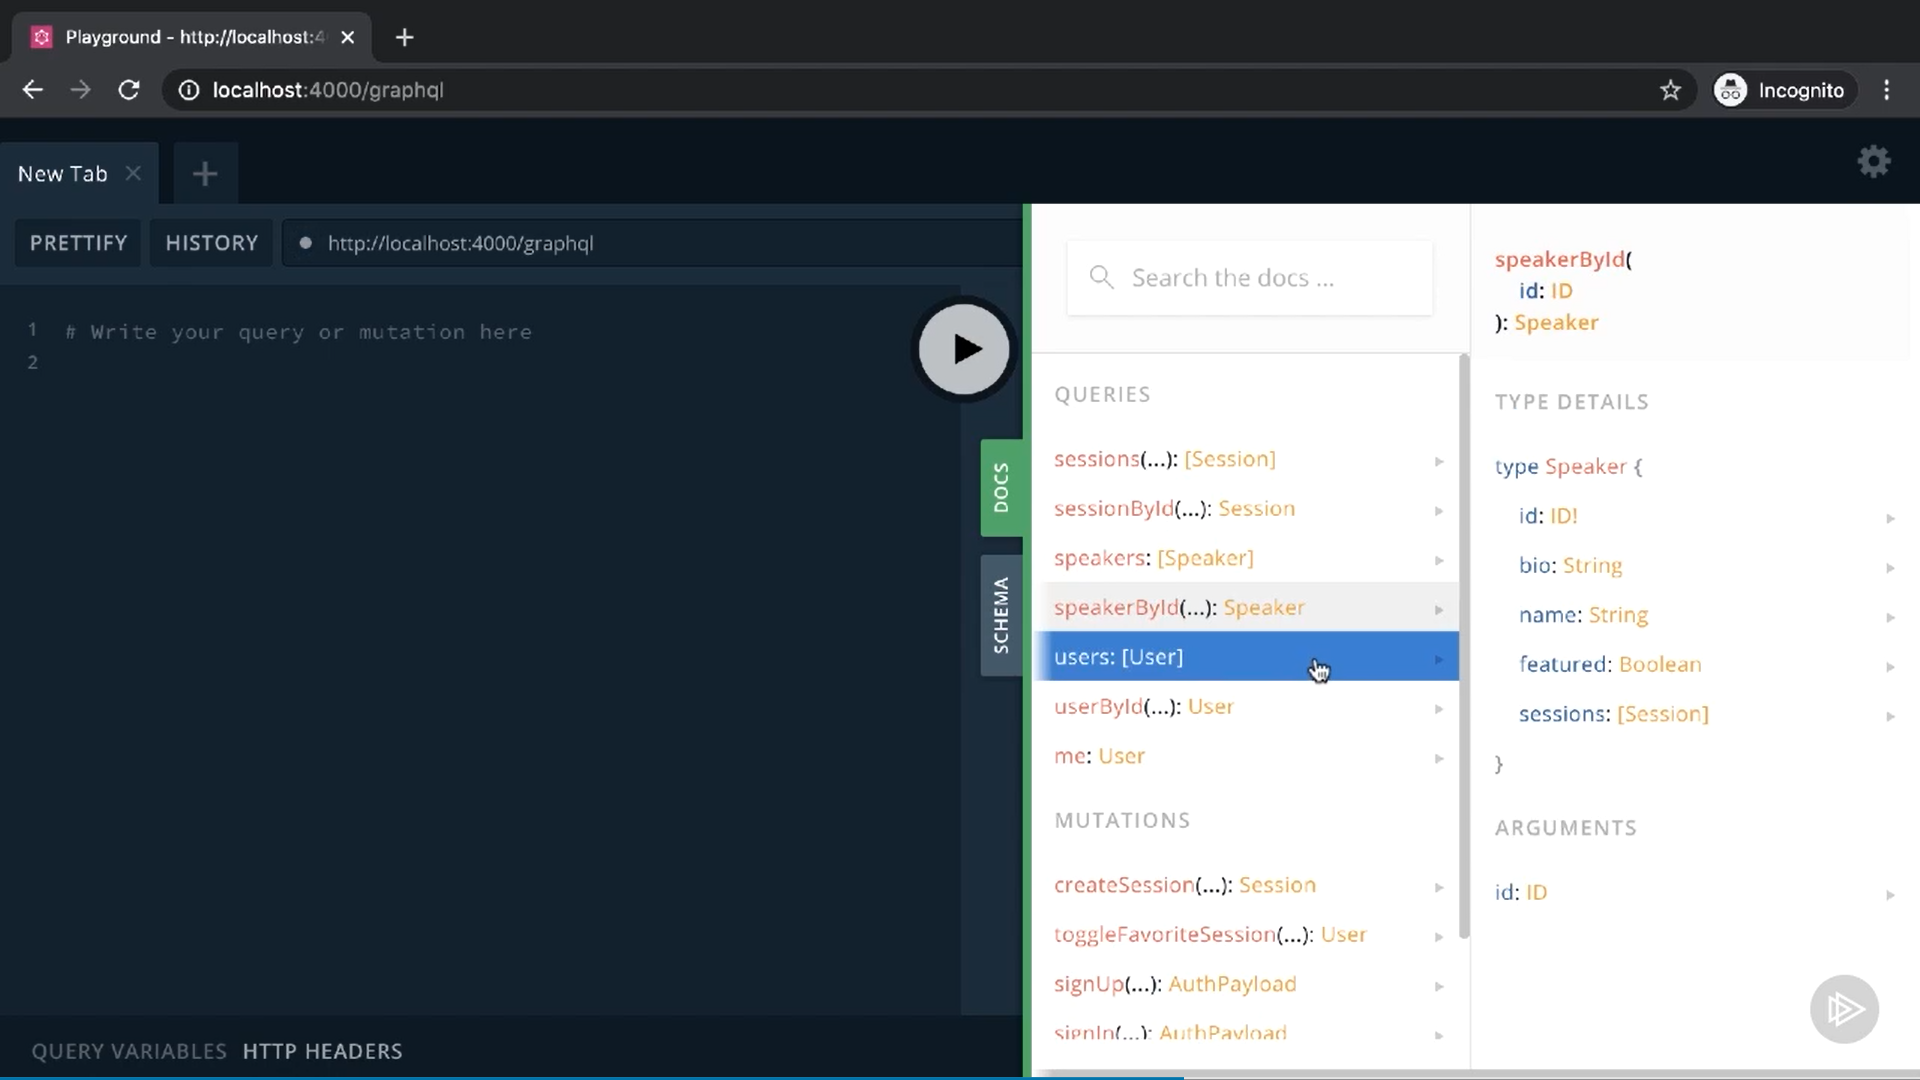 Playground - http://localhost:4
localhost:4000/graphql
Incognito
New Tab
PRETTIFY
HISTORY
http://localhost:4000/graphql
1 # Write your query or mutation here
2
DOCS
SCHEMA
Search the docs ...
QUERIES
sessions(...): [Session]
sessionById(...): Session
speakers: [Speaker]
speakerById(...): Speaker
users: [User]
userById(...): User
me: User
MUTATIONS
createSession(...): Session
toggleFavoriteSession(...): User
signUp(...): AuthPayload
signIn(...): AuthPayload
speakerById(
id: ID
): Speaker
TYPE DETAILS
type Speaker {
id: ID!
bio: String
name: String
featured: Boolean
sessions: [Session]
}
ARGUMENTS
id: ID
QUERY VARIABLES
HTTP HEADERS